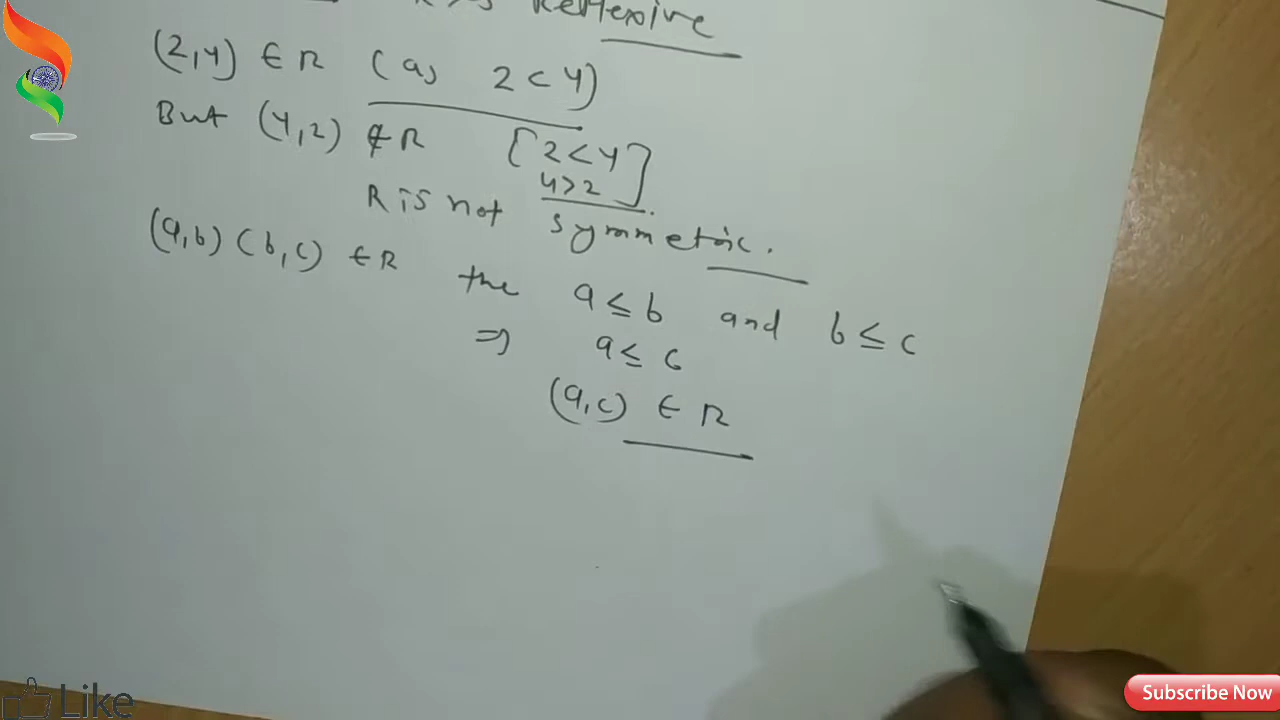 R is Reflexive
(2,4) ∈ R (as 2 < 4)
But (4,2) ∉ R [2 < 4
4 > 2]
R is not symmetric.
(a,b) (b,c) ∈ R
the a ≤ b and b ≤ c
⇒ a ≤ c
(a,c) ∈ R
Like
Subscribe Now